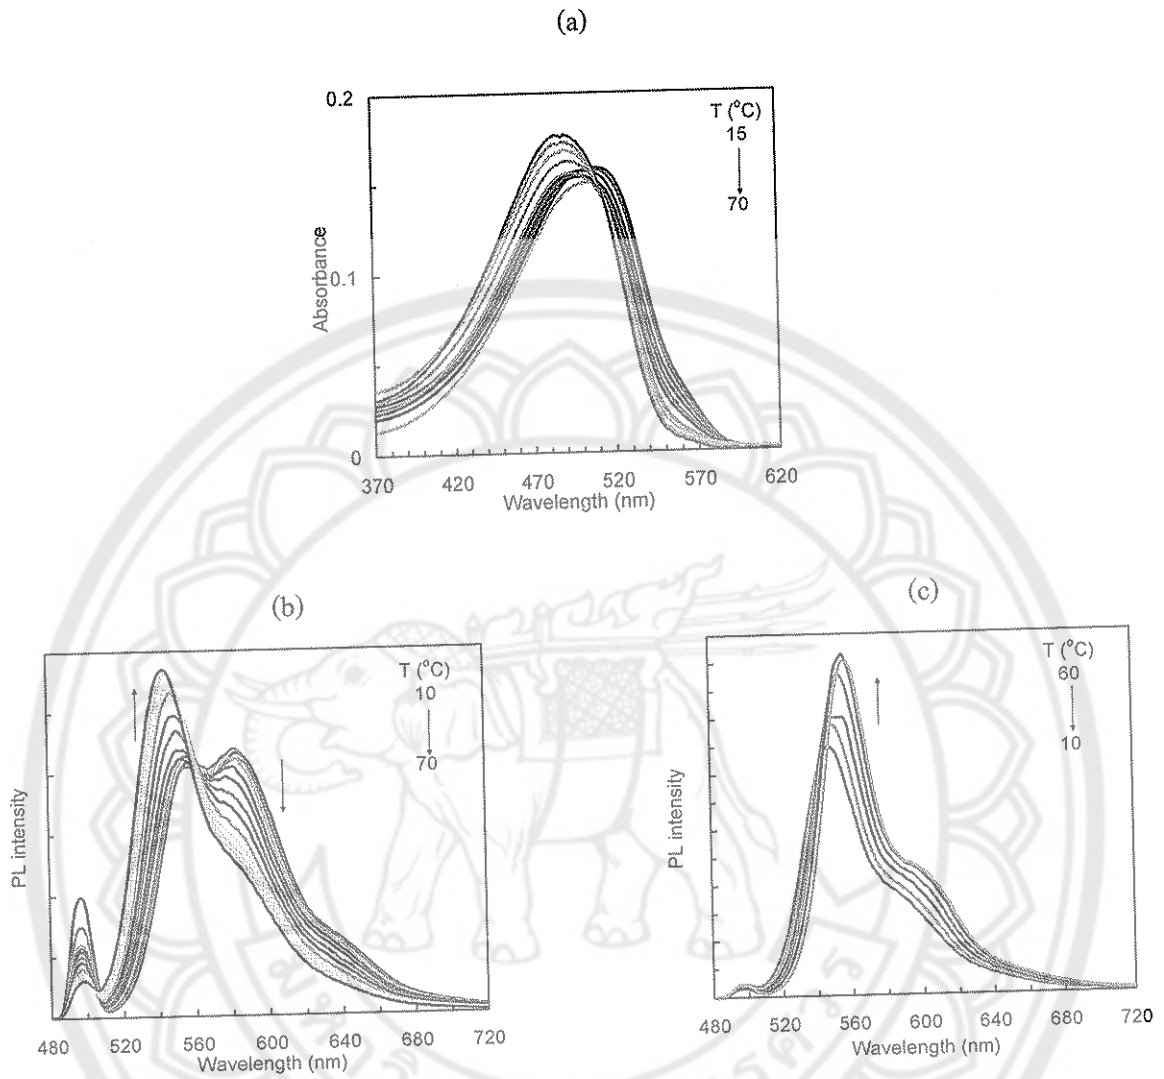 (a)
0.2
T (°C)
15
70
Absorbance
0.1
0
370 420 470 520 570 620
Wavelength (nm)
(b)
T (°C)
10
70
PL intensity
480 520 560 600 640 680 720
Wavelength (nm)
(c)
T (°C)
60
10
PL intensity
480 520 560 600 640 680 720
Wavelength (nm)